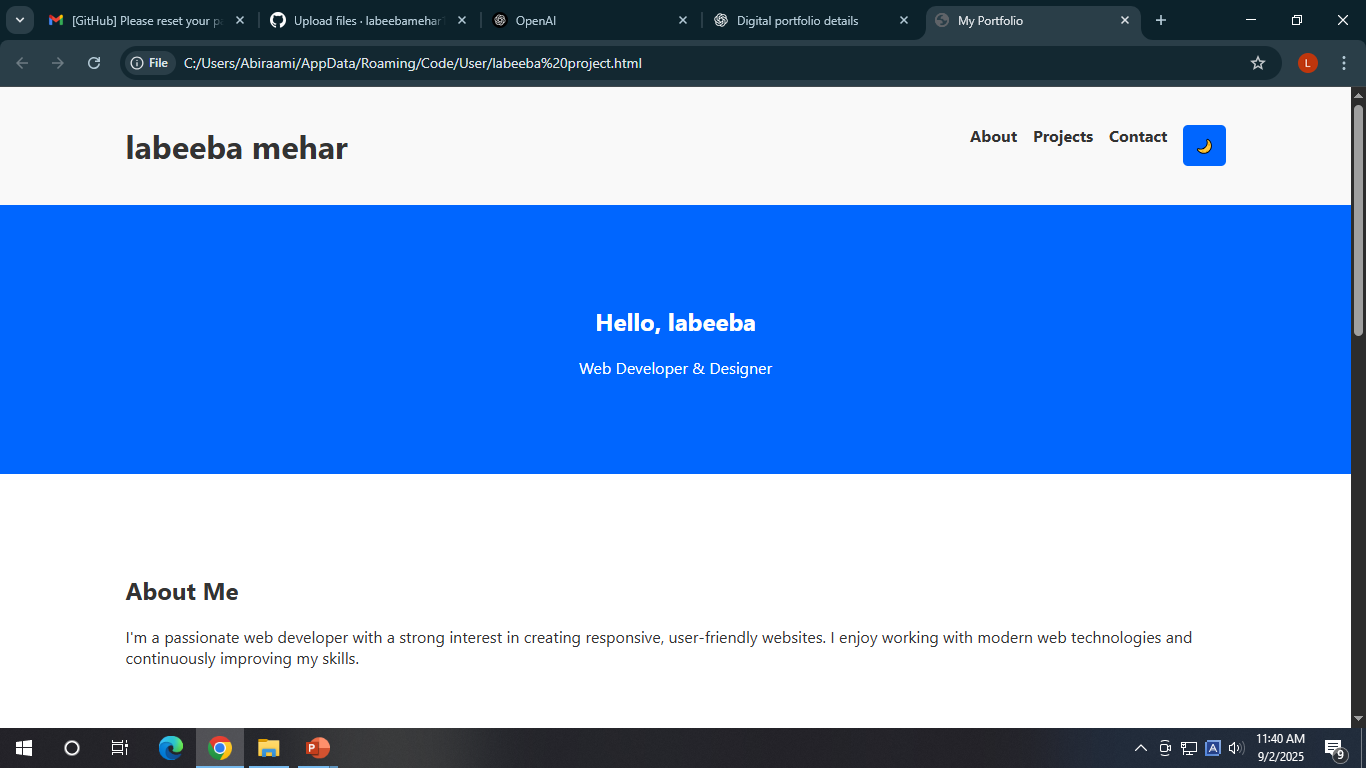 [GitHub] Please reset your pa
Upload files · labeebamehar
OpenAI
Digital portfolio details
My Portfolio
File
C:/Users/Abiraami/AppData/Roaming/Code/User/labeeba%20project.html
L
labeeba mehar
About
Projects
Contact
Hello, labeeba
Web Developer & Designer
About Me
I'm a passionate web developer with a strong interest in creating responsive, user-friendly websites. I enjoy working with modern web technologies and
continuously improving my skills.
P
A
11:40 AM
9/2/2025
9